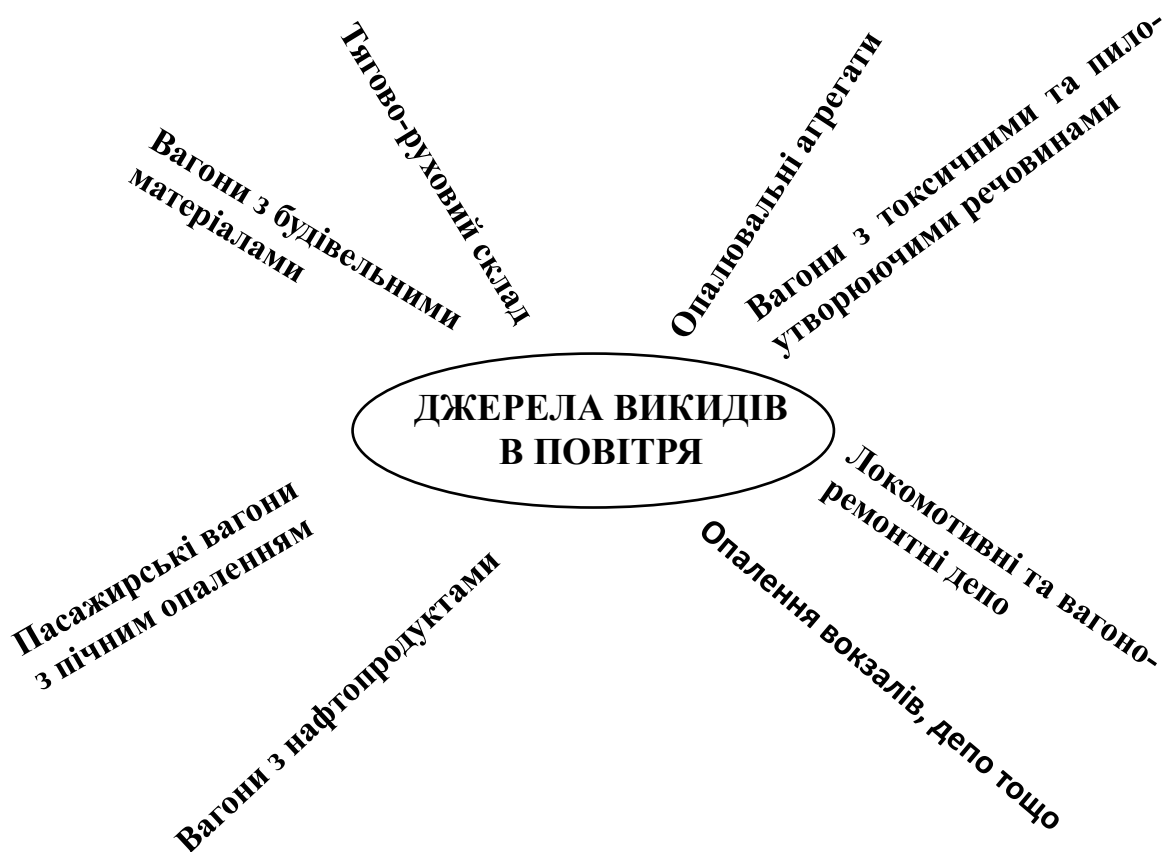 Тягово-руховий склад
Опалювальні агрегати
Вагони з токсичними та пило-
утворюючими речовинами
Вагони з будівельними
матеріалами
ДЖЕРЕЛА ВИКИДІВ
В ПОВІТРЯ
Локомотивні та вагоно-
ремонтні депо
Пасажирські вагони
з пічним опаленням
Вагони з нафтопродуктами
Опалення вокзалів, депо тощо